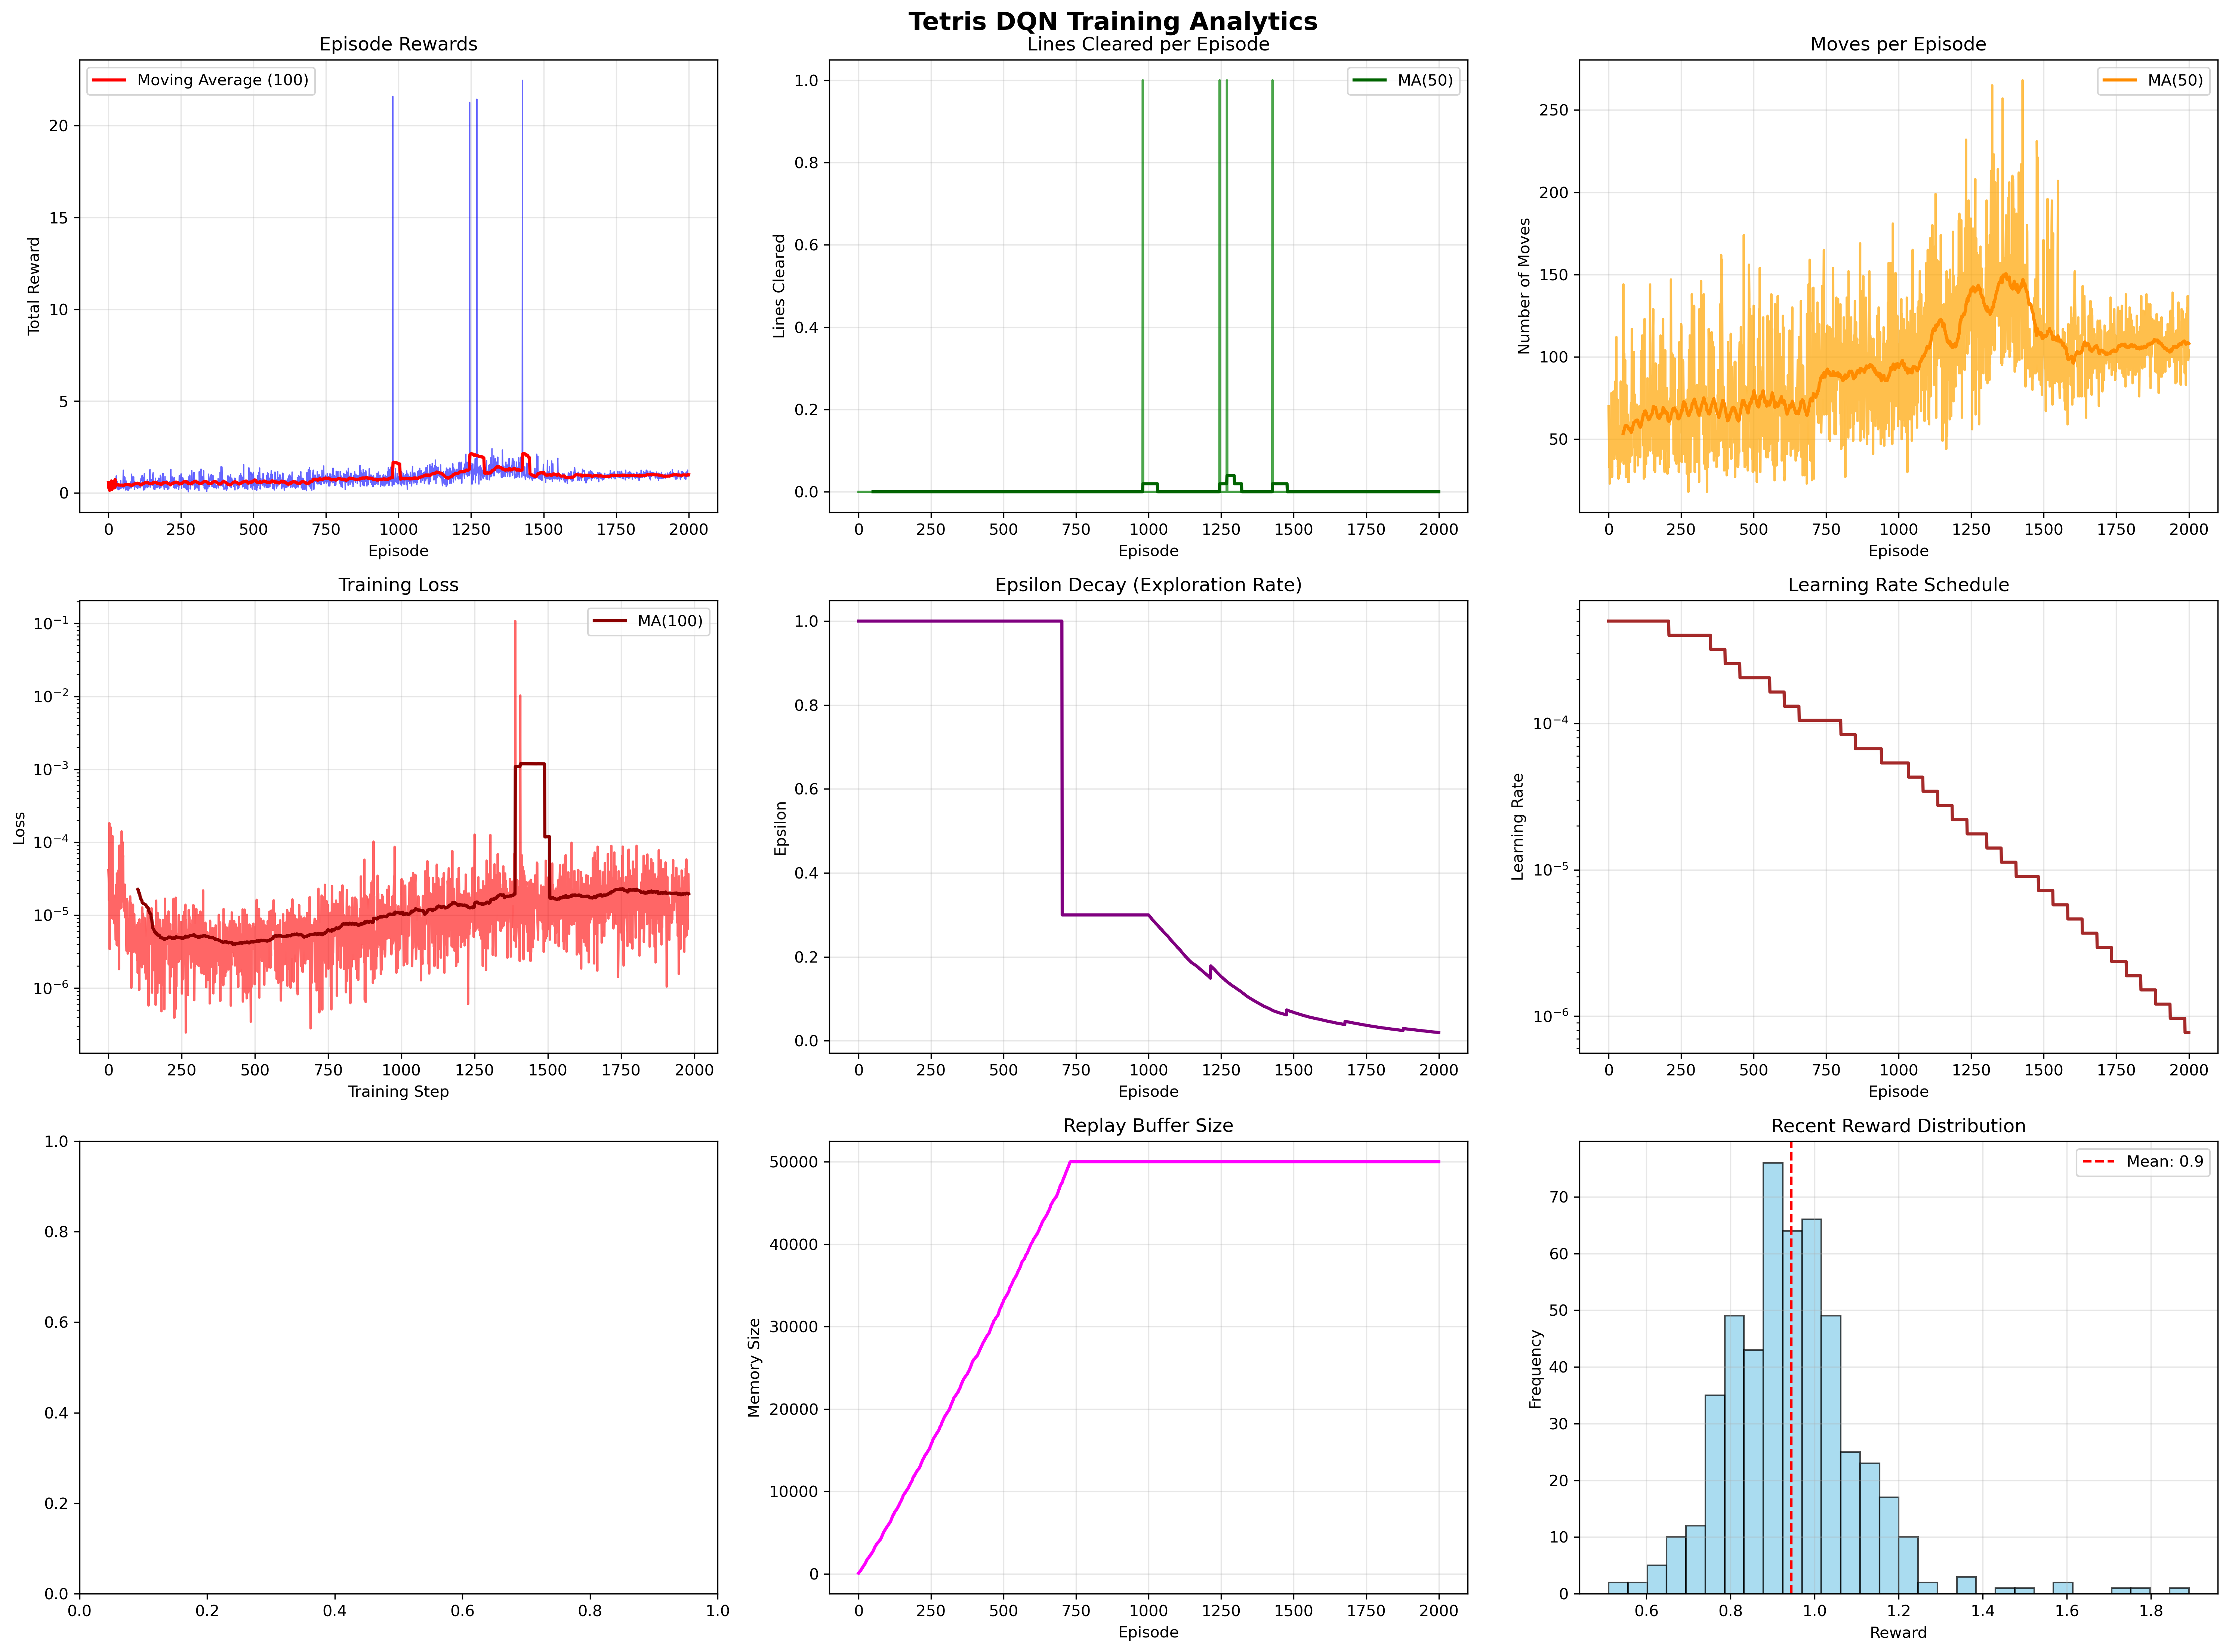 Tetris DQN Training Analytics
Episode Rewards
Moving Average (100)
Total Reward
20
15
10
5
0
0 250 500 750 1000 1250 1500 1750 2000
Episode
Lines Cleared per Episode
MA(50)
Lines Cleared
1.0
0.8
0.6
0.4
0.2
0.0
0 250 500 750 1000 1250 1500 1750 2000
Episode
Moves per Episode
MA(50)
Number of Moves
250
200
150
100
50
0 250 500 750 1000 1250 1500 1750 2000
Episode
Training Loss
MA(100)
Loss
10⁻¹
10⁻²
10⁻³
10⁻⁴
10⁻⁵
10⁻⁶
0 250 500 750 1000 1250 1500 1750 2000
Training Step
Epsilon Decay (Exploration Rate)
Epsilon
1.0
0.8
0.6
0.4
0.2
0.0
0 250 500 750 1000 1250 1500 1750 2000
Episode
Learning Rate Schedule
Learning Rate
10⁻⁴
10⁻⁵
10⁻⁶
0 250 500 750 1000 1250 1500 1750 2000
Episode
1.0
0.8
0.6
0.4
0.2
0.0
0.0 0.2 0.4 0.6 0.8 1.0
Replay Buffer Size
Memory Size
50000
40000
30000
20000
10000
0
0 250 500 750 1000 1250 1500 1750 2000
Episode
Recent Reward Distribution
Mean: 0.9
Frequency
70
60
50
40
30
20
10
0
0.6 0.8 1.0 1.2 1.4 1.6 1.8
Reward